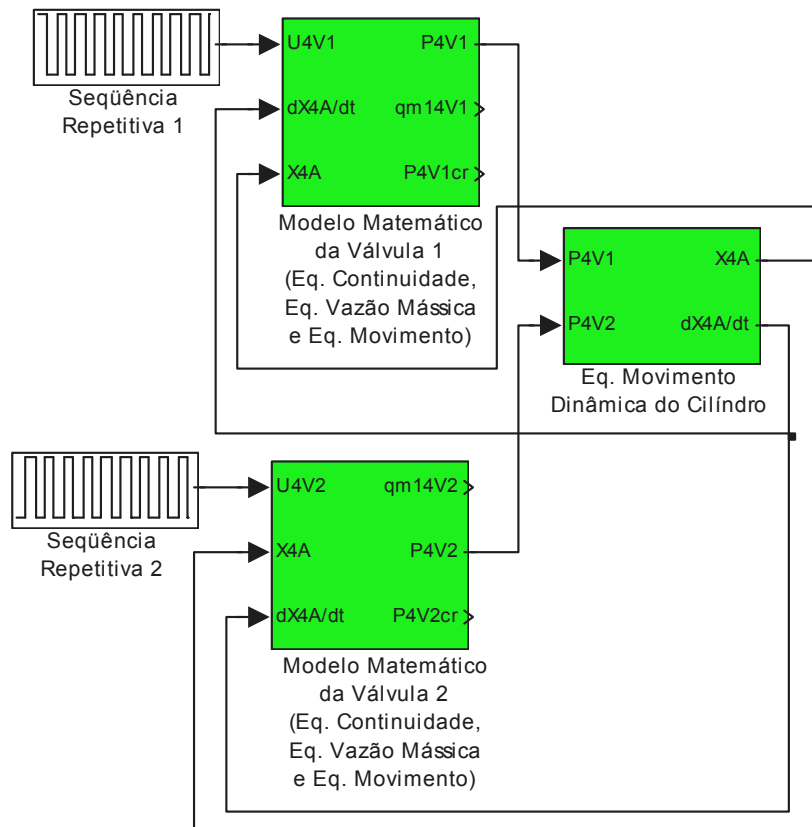 U4V1
dX4A/dt
X4A
P4V1
qm14V1
P4V1cr
Seqüência
Repetitiva 1
Modelo Matemático
da Válvula 1
(Eq. Continuidade,
Eq. Vazão Mássica
e Eq. Movimento)
P4V1
P4V2
X4A
dX4A/dt
Eq. Movimento
Dinâmica do Cilíndro
U4V2
X4A
dX4A/dt
qm14V2
P4V2
P4V2cr
Seqüência
Repetitiva 2
Modelo Matemático
da Válvula 2
(Eq. Continuidade,
Eq. Vazão Mássica
e Eq. Movimento)